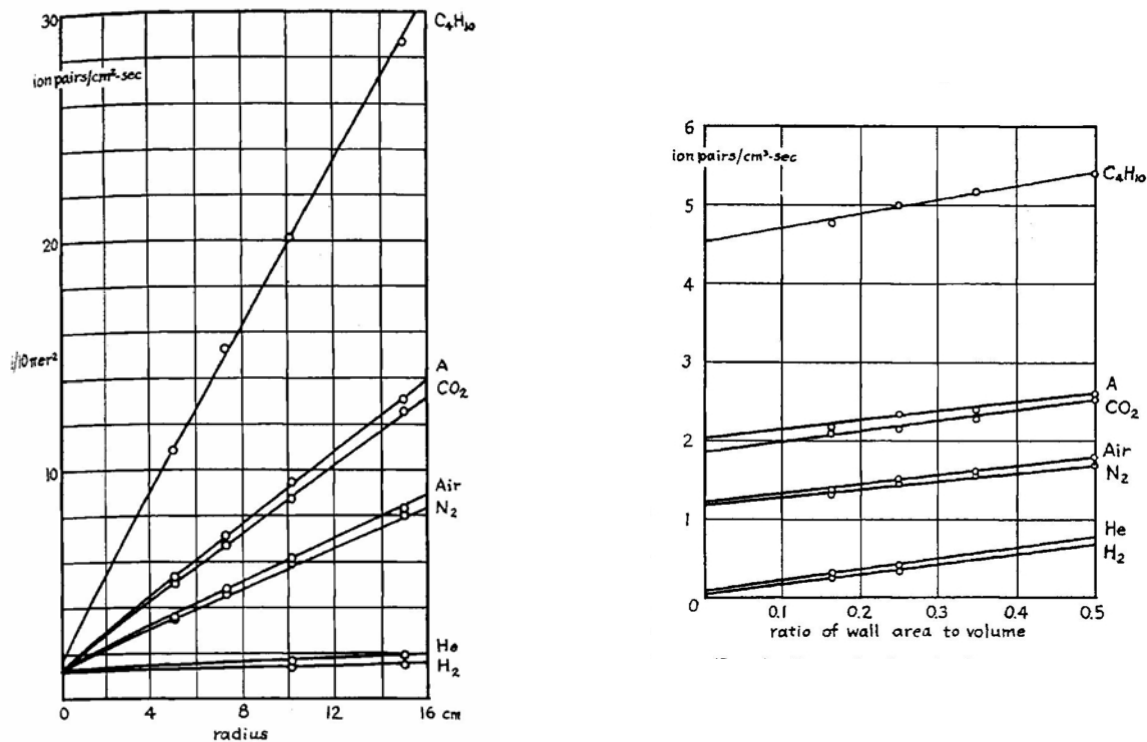 30
C₄H₁₀
ion pairs/cm²-sec
20
i/10πer²
A
CO₂
10
Air
N₂
He
H₂
0 4 8 12 16 cm
radius
6
ion pairs/cm³-sec
C₄H₁₀
5
4
3
A
CO₂
2
Air
N₂
1
He
H₂
0 0.1 0.2 0.3 0.4 0.5
ratio of wall area to volume